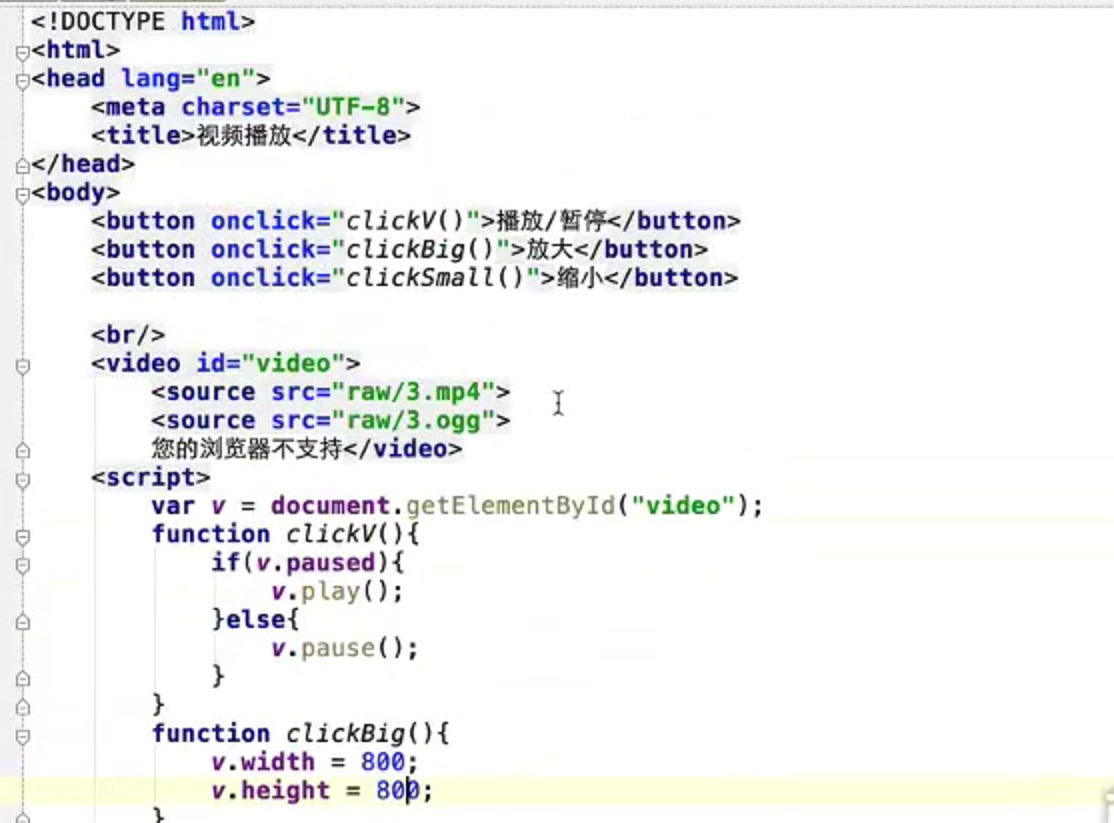 <!DOCTYPE html>
<html>
<head lang="en">
    <meta charset="UTF-8">
    <title>视频播放</title>
</head>
<body>
    <button onclick="clickV()">播放/暂停</button>
    <button onclick="clickBig()">放大</button>
    <button onclick="clickSmall()">缩小</button>
    <br/>
    <video id="video">
        <source src="raw/3.mp4">
        <source src="raw/3.ogg">
        您的浏览器不支持</video>
    <script>
        var v = document.getElementById("video");
        function clickV(){
            if(v.paused){
                v.play();
            }else{
                v.pause();
            }
        }
        function clickBig(){
            v.width = 800;
            v.height = 800;
        }